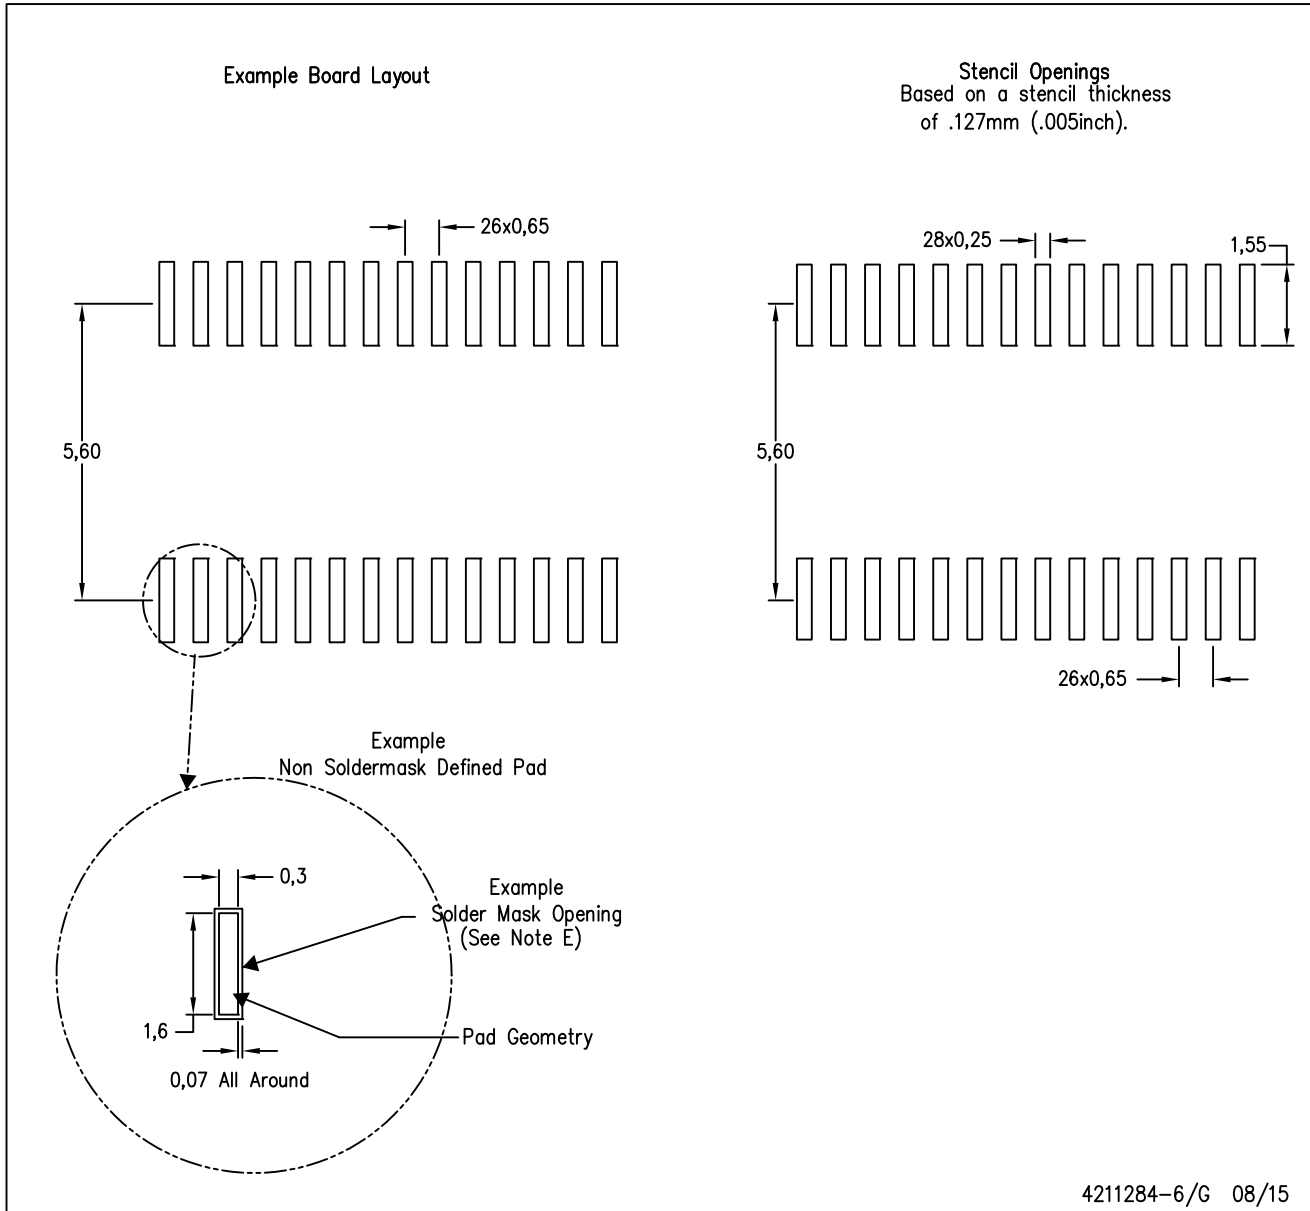 Example Board Layout
Stencil Openings
Based on a stencil thickness
of .127mm (.005inch).
26x0,65
28x0,25
1,55
5,60
5,60
26x0,65
Example
Non Soldermask Defined Pad
0,3
Example
Solder Mask Opening
(See Note E)
1,6
Pad Geometry
0,07 All Around
4211284-6/G 08/15